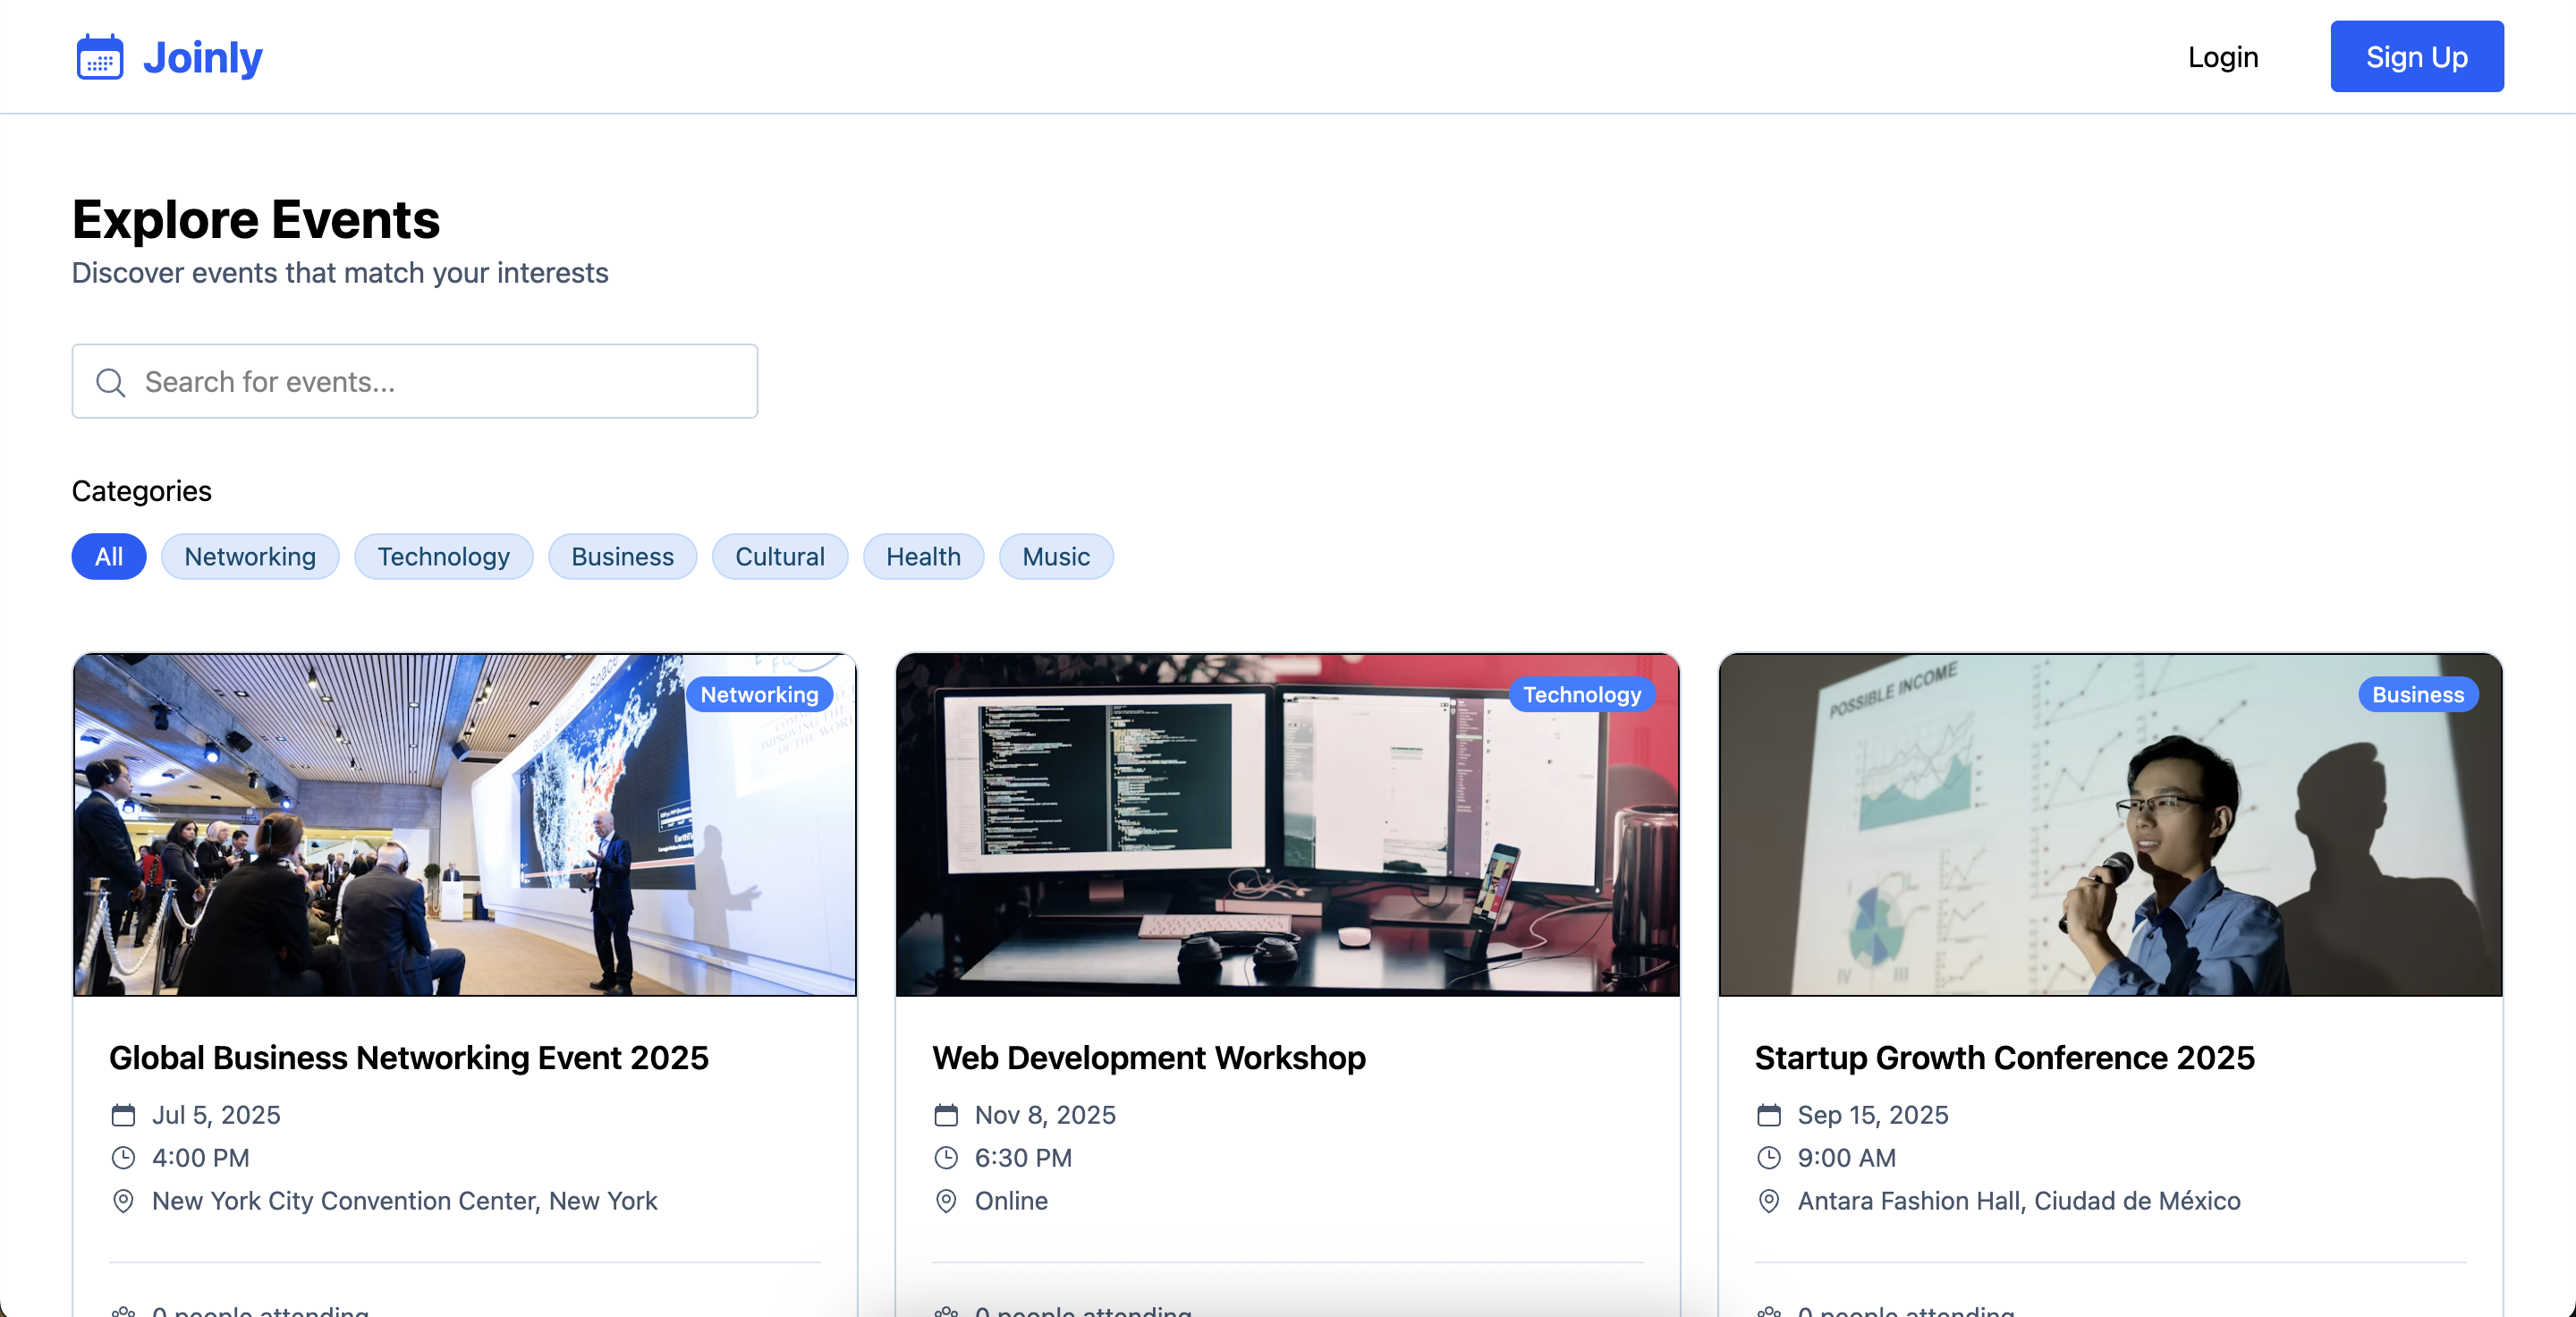 Joinly
Login
Sign Up
Explore Events
Discover events that match your interests
Search for events...
Categories
All
Networking
Technology
Business
Cultural
Health
Music
Networking
Technology
POSSIBLE INCOME
Business
IV
III
Global Business Networking Event 2025
Jul 5, 2025
4:00 PM
New York City Convention Center, New York
0 people attending
Web Development Workshop
Nov 8, 2025
6:30 PM
Online
0 people attending
Startup Growth Conference 2025
Sep 15, 2025
9:00 AM
Antara Fashion Hall, Ciudad de México
0 people attending